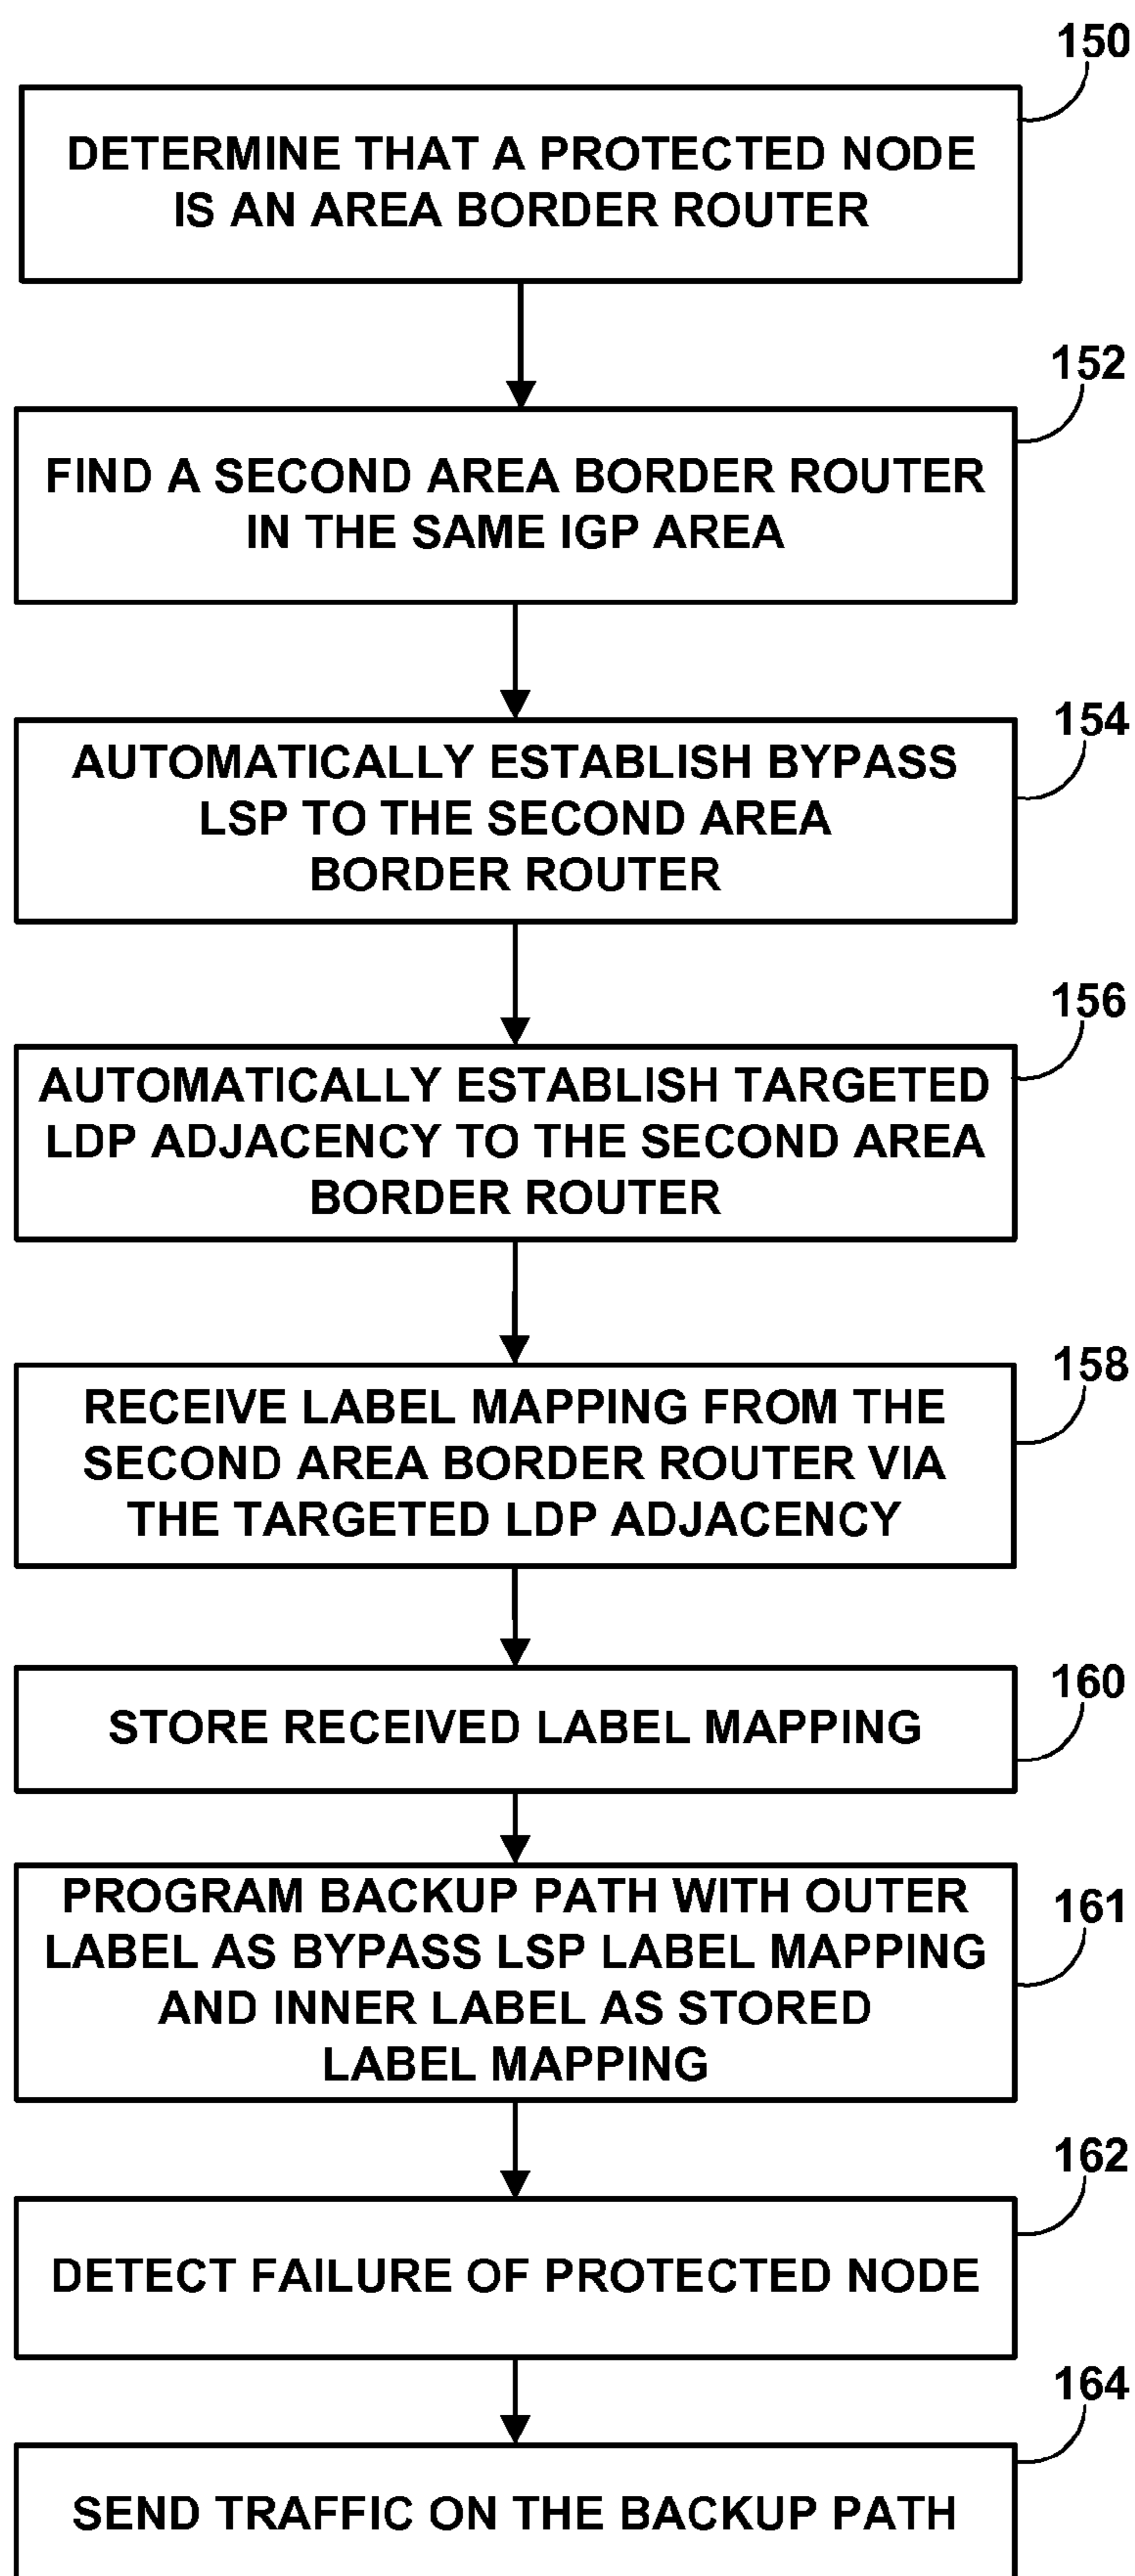 150
DETERMINE THAT A PROTECTED NODE
IS AN AREA BORDER ROUTER
152
FIND A SECOND AREA BORDER ROUTER
IN THE SAME IGP AREA
154
AUTOMATICALLY ESTABLISH BYPASS
LSP TO THE SECOND AREA
BORDER ROUTER
156
AUTOMATICALLY ESTABLISH TARGETED
LDP ADJACENCY TO THE SECOND AREA
BORDER ROUTER
158
RECEIVE LABEL MAPPING FROM THE
SECOND AREA BORDER ROUTER VIA
THE TARGETED LDP ADJACENCY
160
STORE RECEIVED LABEL MAPPING
161
PROGRAM BACKUP PATH WITH OUTER
LABEL AS BYPASS LSP LABEL MAPPING
AND INNER LABEL AS STORED
LABEL MAPPING
162
DETECT FAILURE OF PROTECTED NODE
164
SEND TRAFFIC ON THE BACKUP PATH